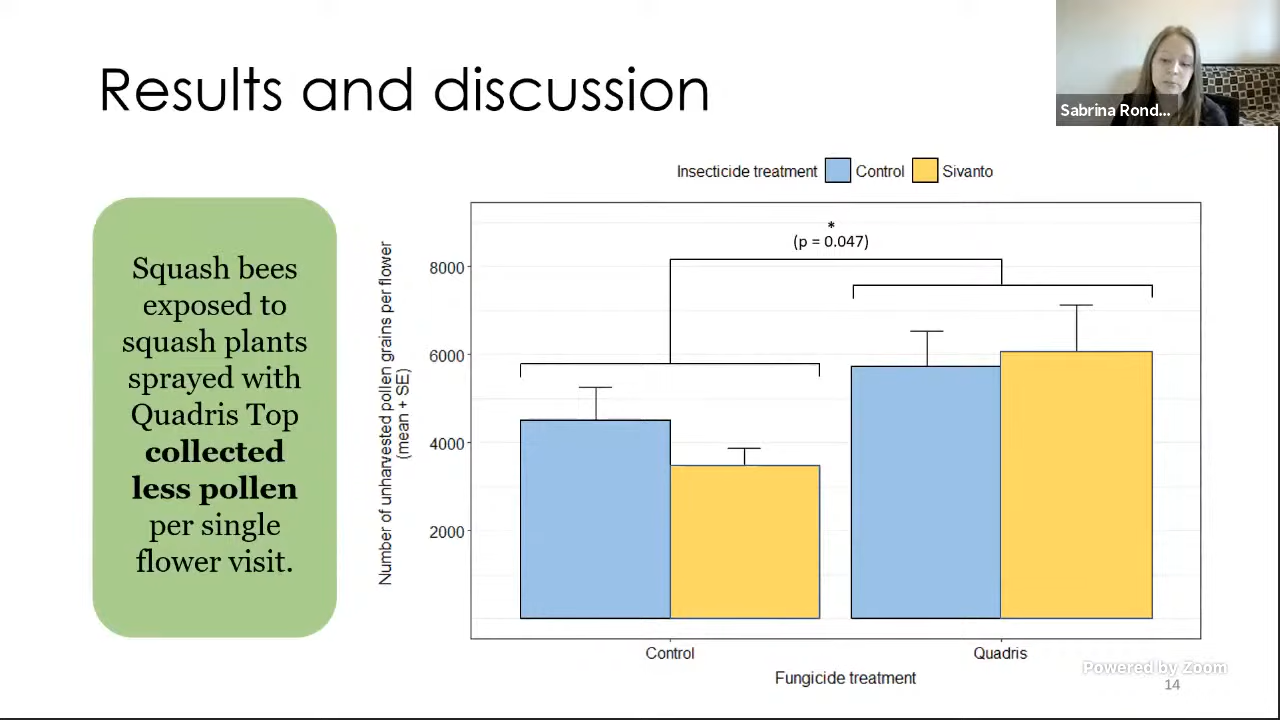 Results and discussion
Sabrina Rond...
Squash bees
exposed to
squash plants
sprayed with
Quadris Top
collected
less pollen
per single
flower visit.
Insecticide treatment Control Sivanto
*
(p = 0.047)
Number of unharvested pollen grains per flower
(mean + SE)
8000
6000
4000
2000
Control Quadris
Fungicide treatment
Powered by Zoom
14